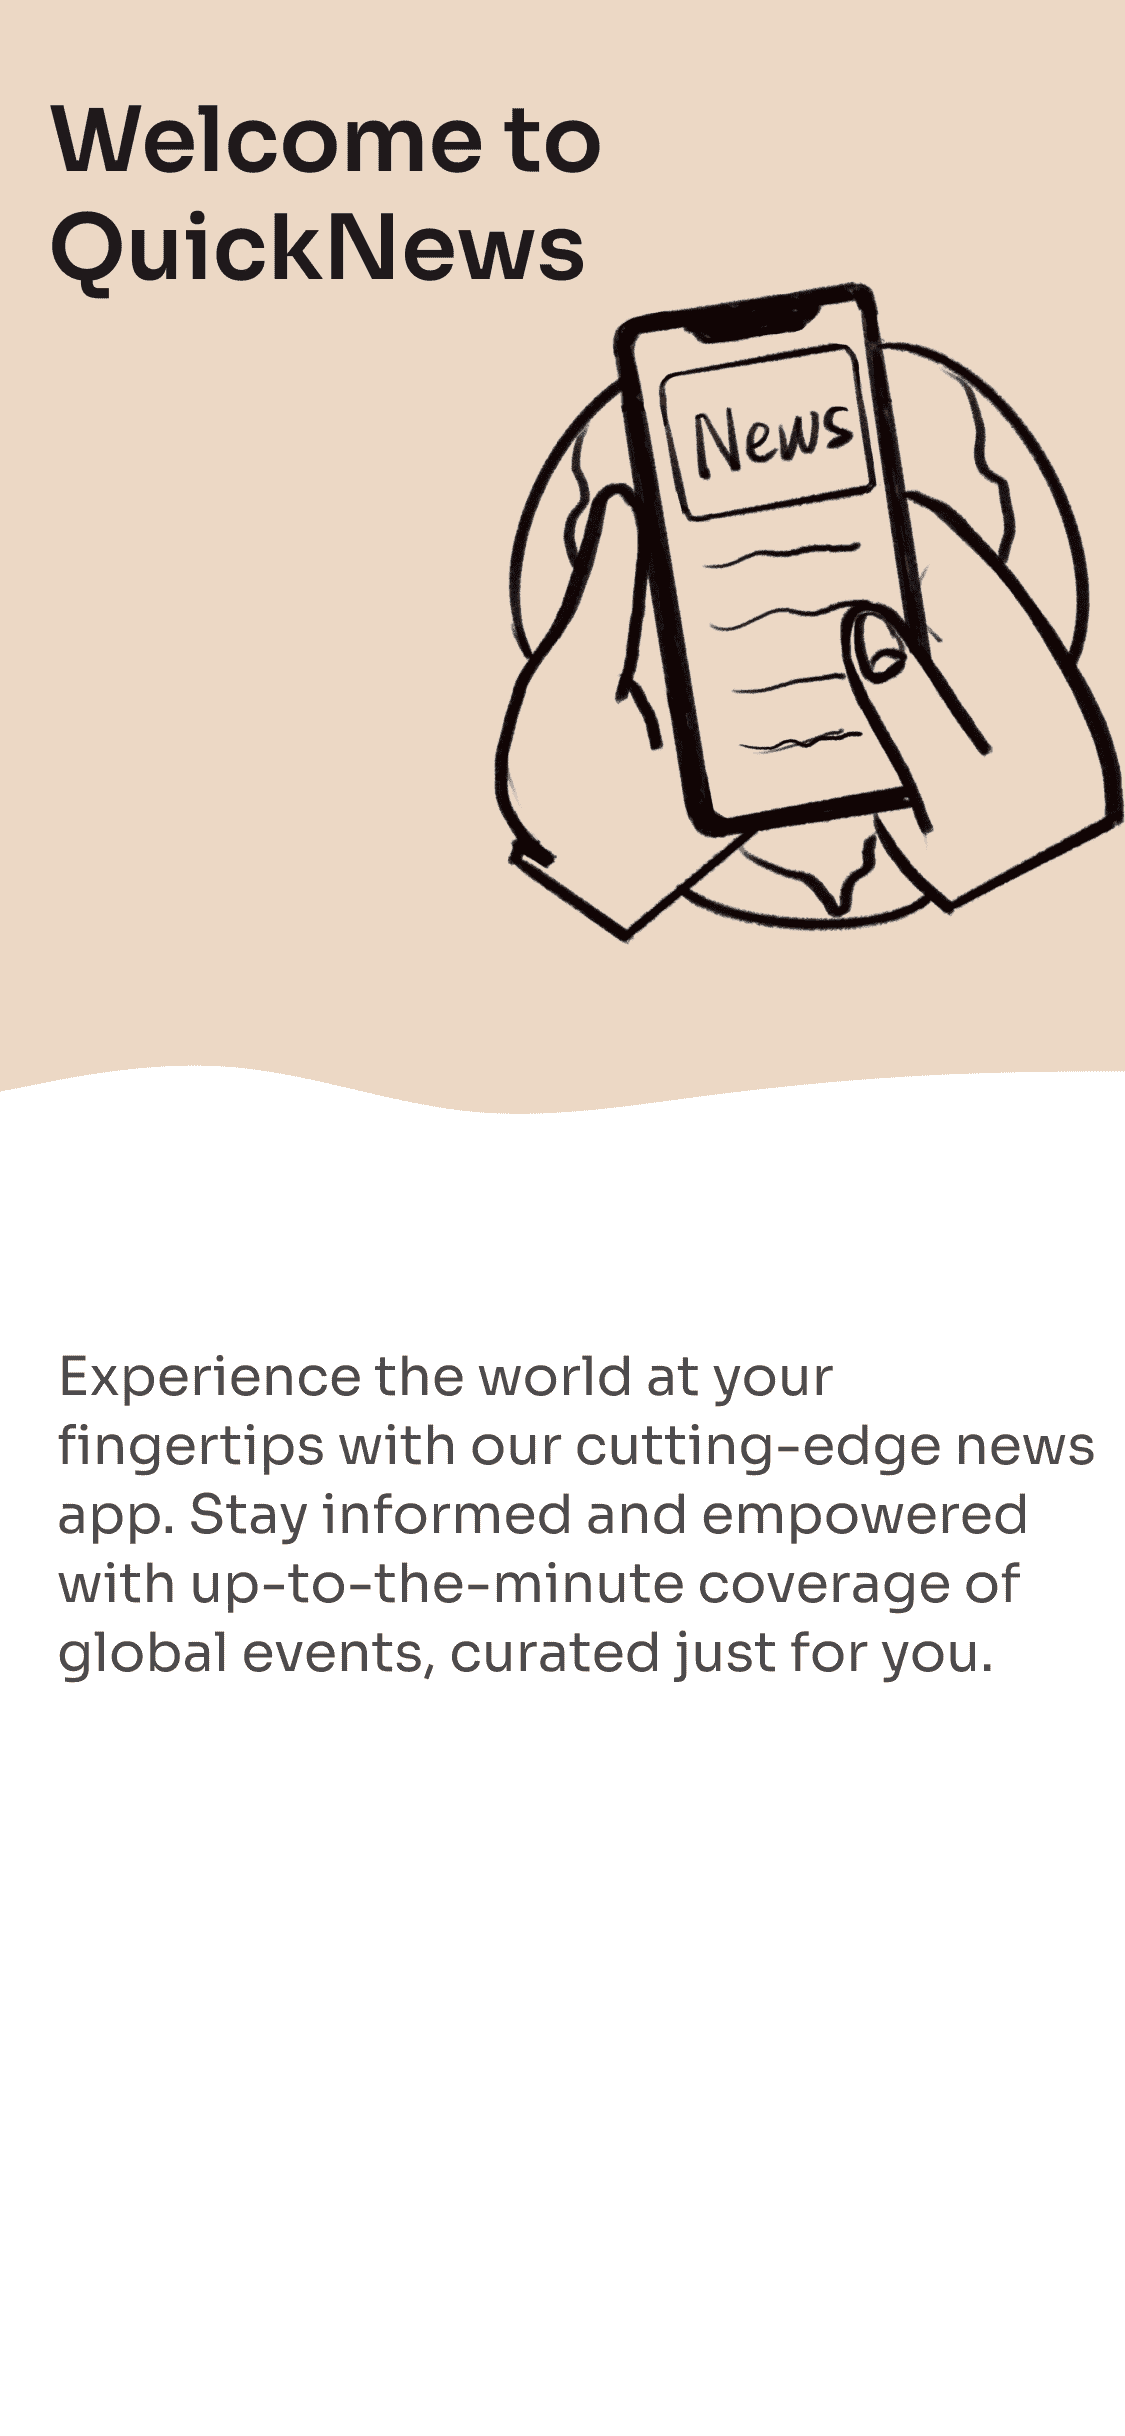 Welcome to
QuickNews
News
Experience the world at your
fingertips with our cutting-edge news
app. Stay informed and empowered
with up-to-the-minute coverage of
global events, curated just for you.